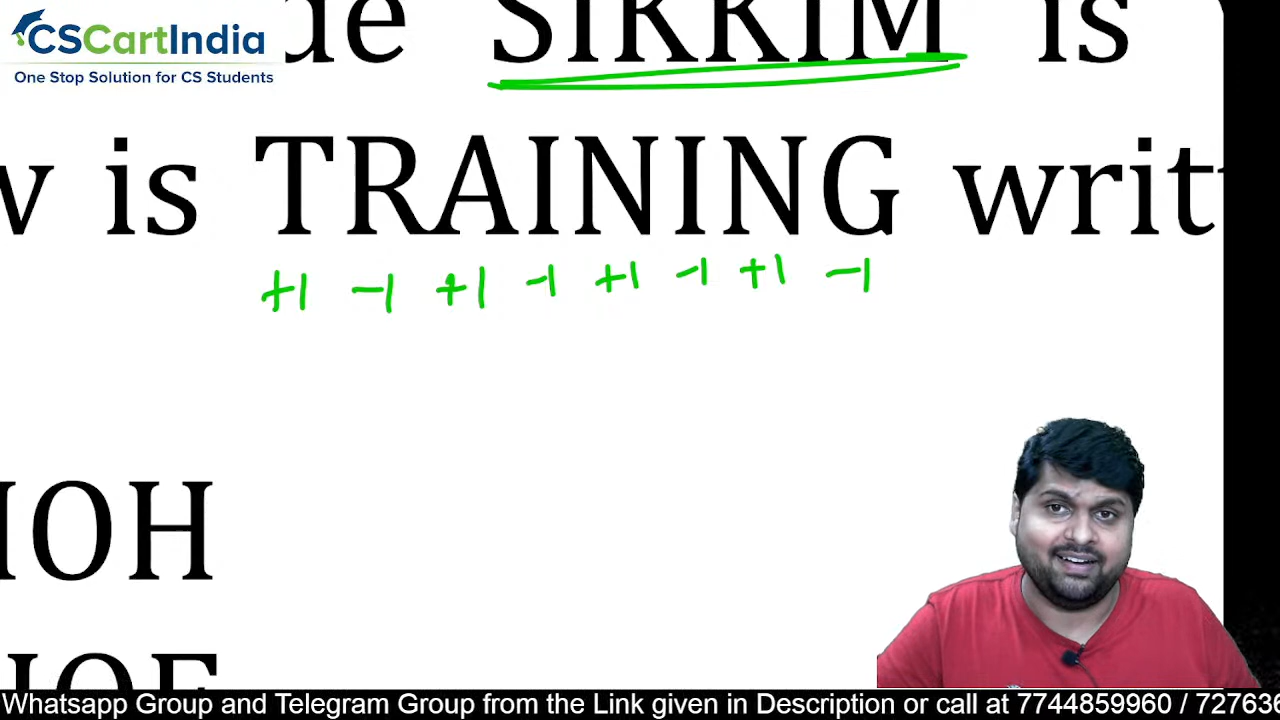 CSCartIndia
One Stop Solution for CS Students
de SIKKIM is
w is TRAINING writt
+1 -1 +1 -1 +1 -1 +1 -1
IOH
Whatsapp Group and Telegram Group from the Link given in Description or call at 7744859960 / 727636